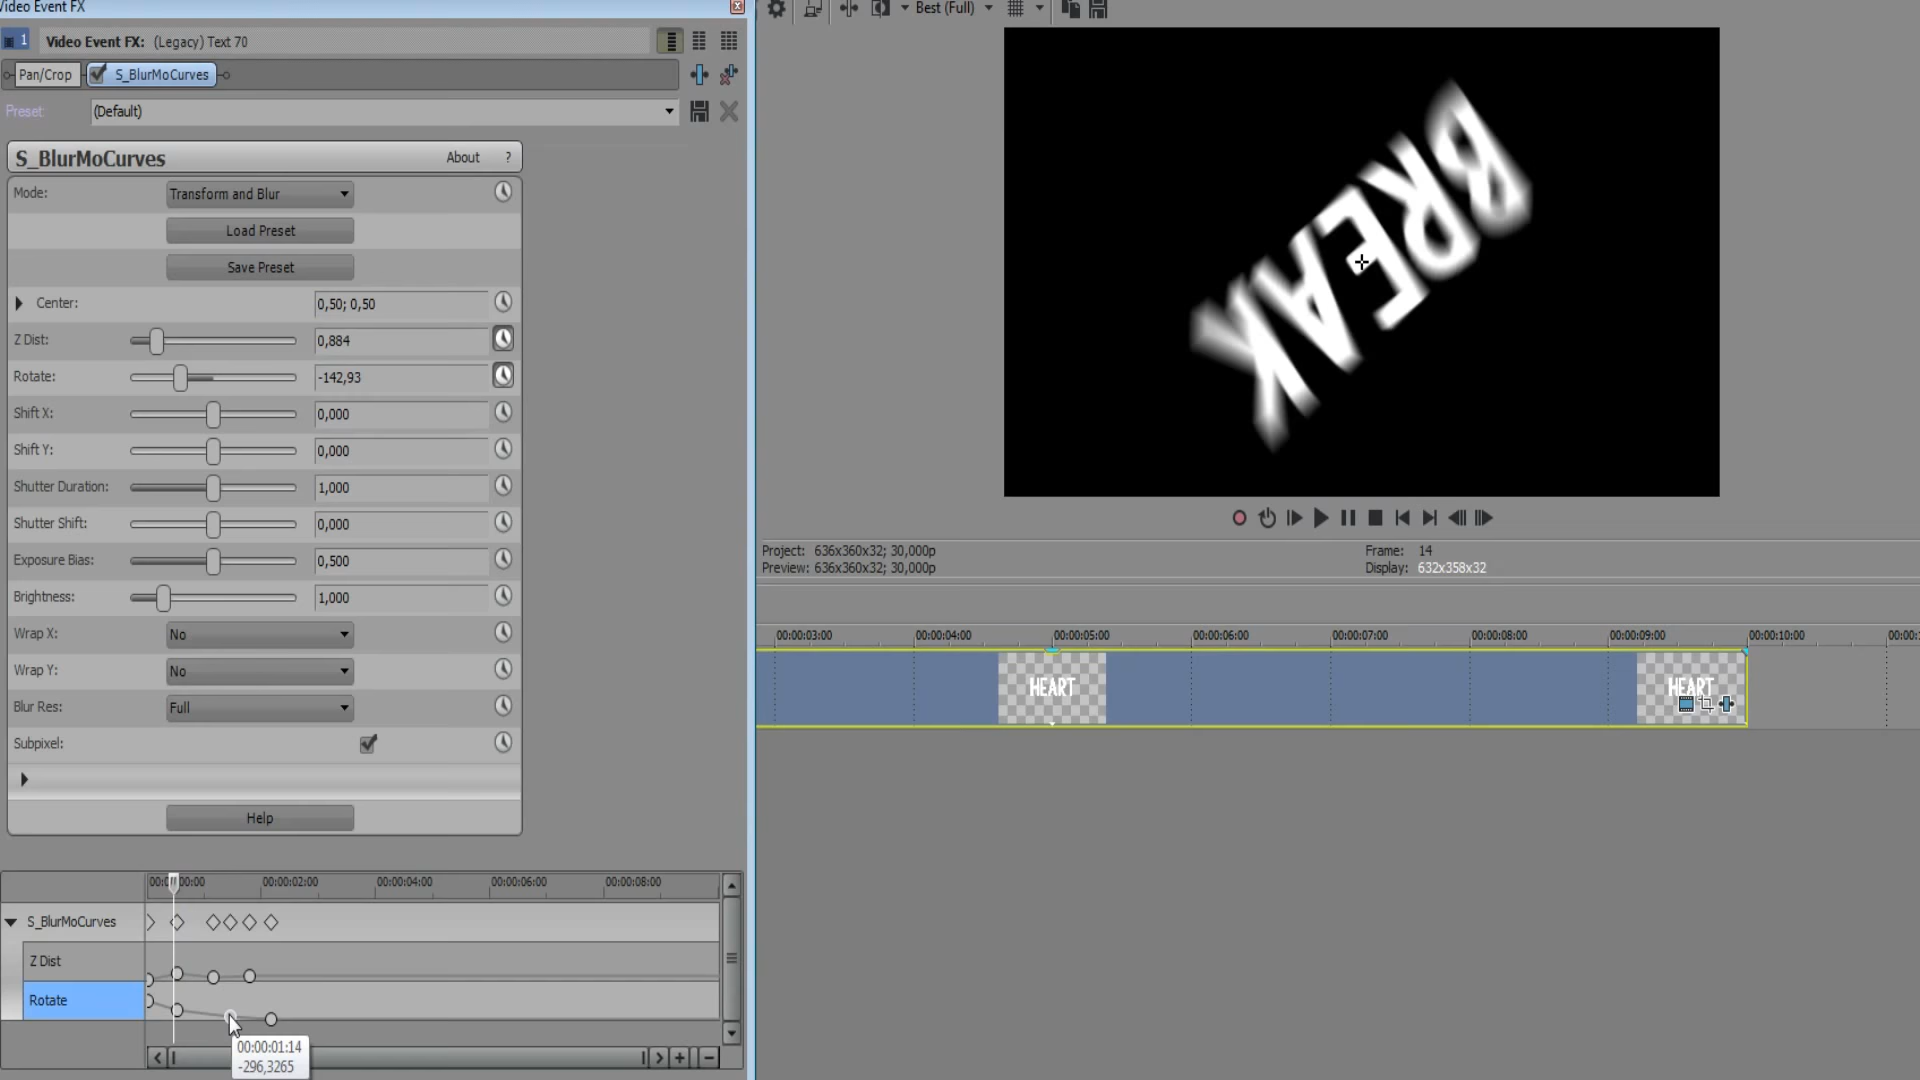 Video Event FX
1
Video Event FX: (Legacy) Text 70
Best (Full)
Pan/Crop
S_BlurMoCurves
Preset:
(Default)
S_BlurMoCurves
About
?
Mode:
Transform and Blur
Load Preset
Save Preset
Center:
0,50; 0,50
Z Dist:
0,884
Rotate:
-142,93
Shift X:
0,000
Shift Y:
0,000
Shutter Duration:
1,000
Shutter Shift:
0,000
Exposure Bias:
0,500
Brightness:
1,000
Wrap X:
No
Wrap Y:
No
Blur Res:
Full
Subpixel:
Help
BREAK
Project: 636x360x32; 30,000p
Frame: 14
Preview: 636x360x32; 30,000p
Display: 632x358x32
00:00:03:00
00:00:04:00
00:00:05:00
00:00:06:00
00:00:07:00
00:00:08:00
00:00:09:00
00:00:10:00
HEART
HEART
00:00:02:00
00:00:04:00
00:00:06:00
00:00:08:00
S_BlurMoCurves
Z Dist
Rotate
00:00:01:14
-296,3265